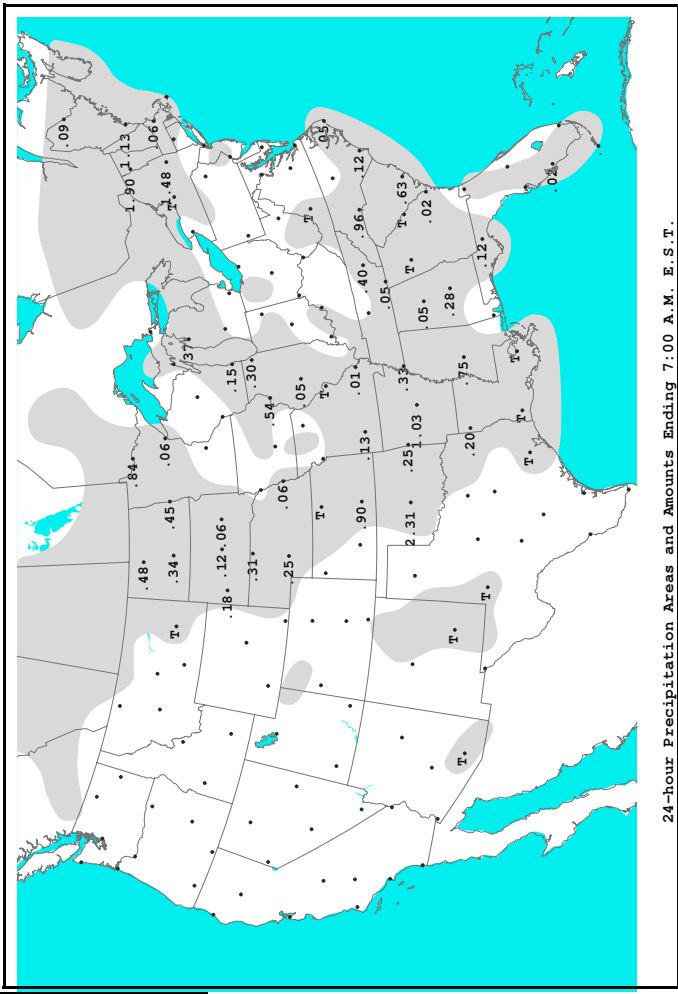 .09
1.13
1.90
.84
.48
.06
1.48
.06
.45
T
.34
T
.37
.12 .06
.18
.15
.30
.31
.54
.06
.25
.05
T
T
.05
T
.01
.12
.96
.90
.40
.13
.05
.63
T
.33
.25
T
2.31
1.03
.05
.02
.28
T
T
.75
.20
.12
T
T
T
T
.02
24-hour Precipitation Areas and Amounts Ending 7:00 A.M. E.S.T.